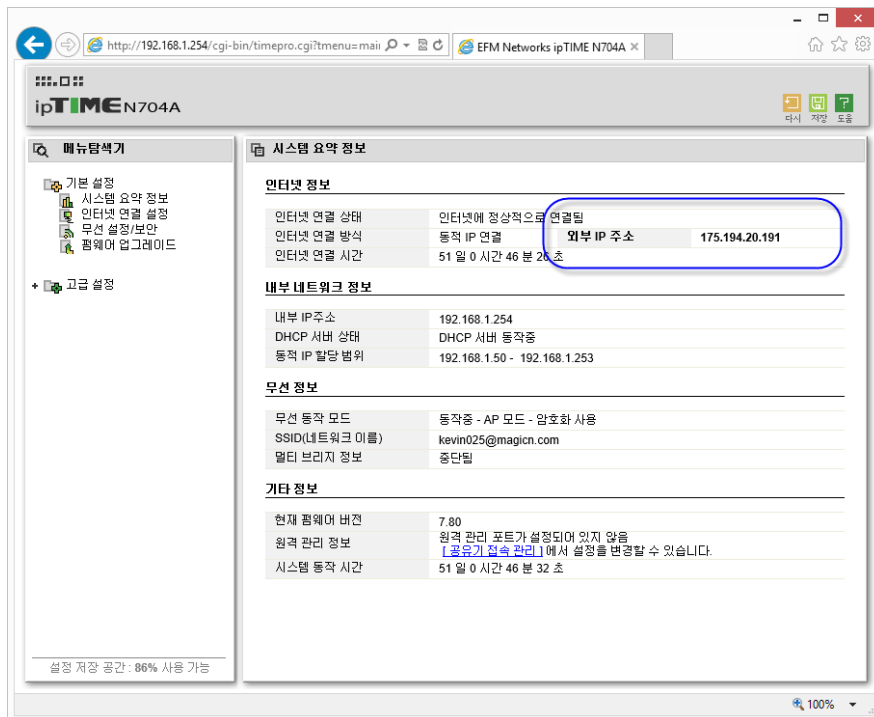 http://192.168.1.254/cgi-bin/timepro.cgi?tmenu=mai
EFM Networks ipTIME N704A
ipTIME N704A
다시 저장 도움
메뉴탐색기
기본 설정
시스템 요약 정보
인터넷 연결 설정
무선 설정/보안
펌웨어 업그레이드
+ 고급 설정
설정 저장 공간 : 86% 사용 가능
시스템 요약 정보
인터넷 정보
인터넷 연결 상태 인터넷에 정상적으로 연결됨
인터넷 연결 방식 동적 IP 연결 외부 IP 주소 175.194.20.191
인터넷 연결 시간 51 일 0 시간 46 분 26 초
내부 네트워크 정보
내부 IP주소 192.168.1.254
DHCP 서버 상태 DHCP 서버 동작중
동적 IP 할당 범위 192.168.1.50 - 192.168.1.253
무선 정보
무선 동작 모드 동작중 - AP 모드 - 암호화 사용
SSID(네트워크 이름) kevin025@magicn.com
멀티 브리지 정보 중단됨
기타 정보
현재 펌웨어 버전 7.80
원격 관리 정보 원격 관리 포트가 설정되어 있지 않음
[ 공유기 접속 관리 ]에서 설정을 변경할 수 있습니다.
시스템 동작 시간 51 일 0 시간 46 분 32 초
100%